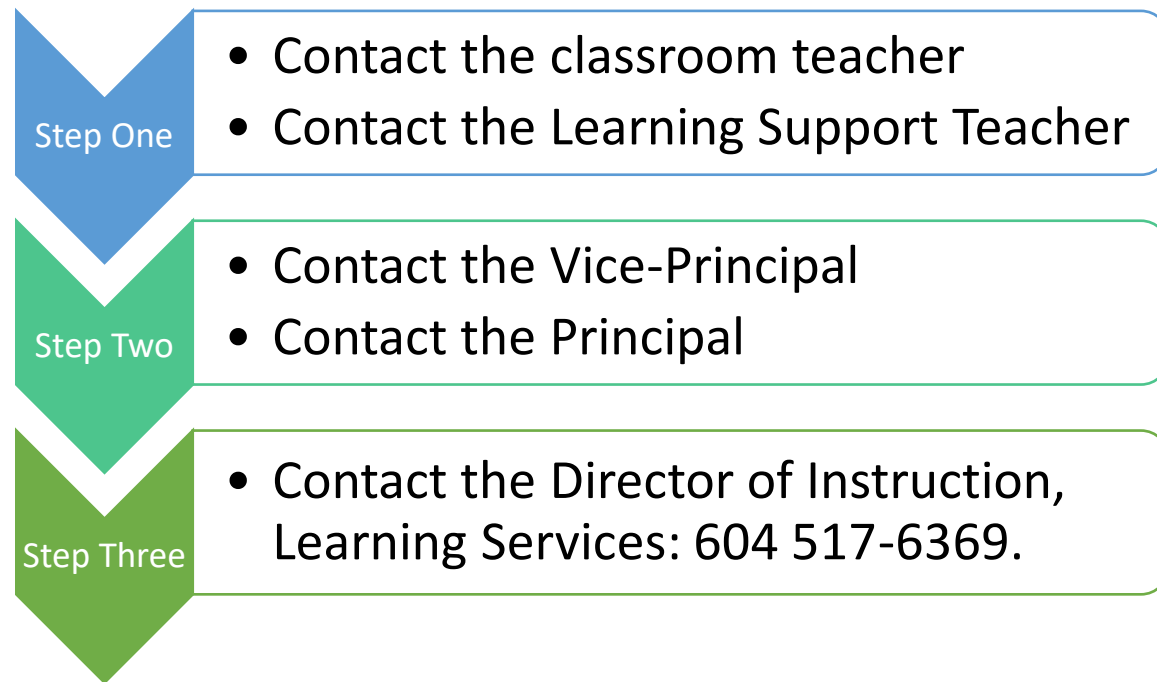 Step One
• Contact the classroom teacher
• Contact the Learning Support Teacher
Step Two
• Contact the Vice-Principal
• Contact the Principal
Step Three
• Contact the Director of Instruction,
Learning Services: 604 517-6369.